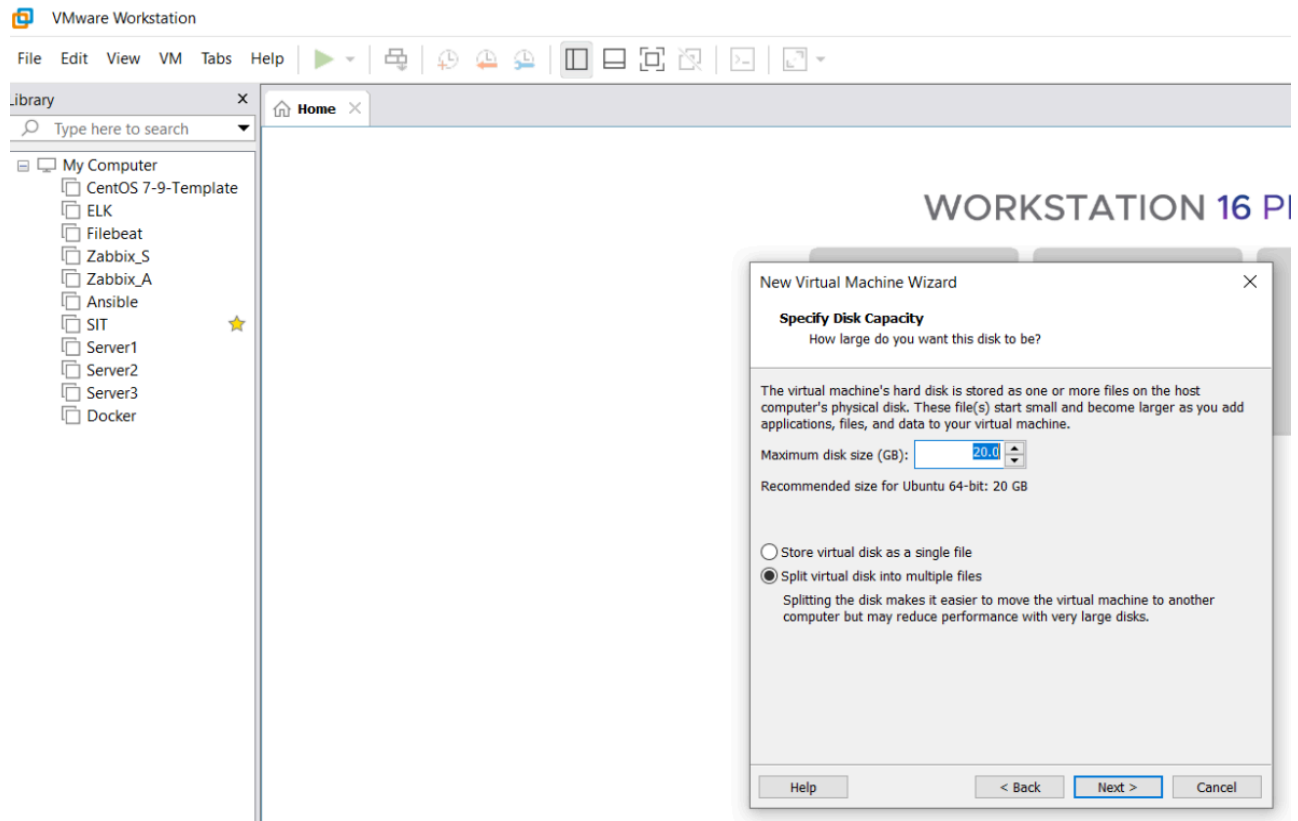 VMware Workstation
File Edit View VM Tabs Help
Library
Home
Type here to search
My Computer
CentOS 7-9-Template
ELK
Filebeat
Zabbix_S
Zabbix_A
Ansible
SIT
Server1
Server2
Server3
Docker
WORKSTATION 16
New Virtual Machine Wizard
Specify Disk Capacity
How large do you want this disk to be?
The virtual machine's hard disk is stored as one or more files on the host
computer's physical disk. These file(s) start small and become larger as you add
applications, files, and data to your virtual machine.
Maximum disk size (GB): 20.0
Recommended size for Ubuntu 64-bit: 20 GB
Store virtual disk as a single file
Split virtual disk into multiple files
Splitting the disk makes it easier to move the virtual machine to another
computer but may reduce performance with very large disks.
Help < Back Next > Cancel